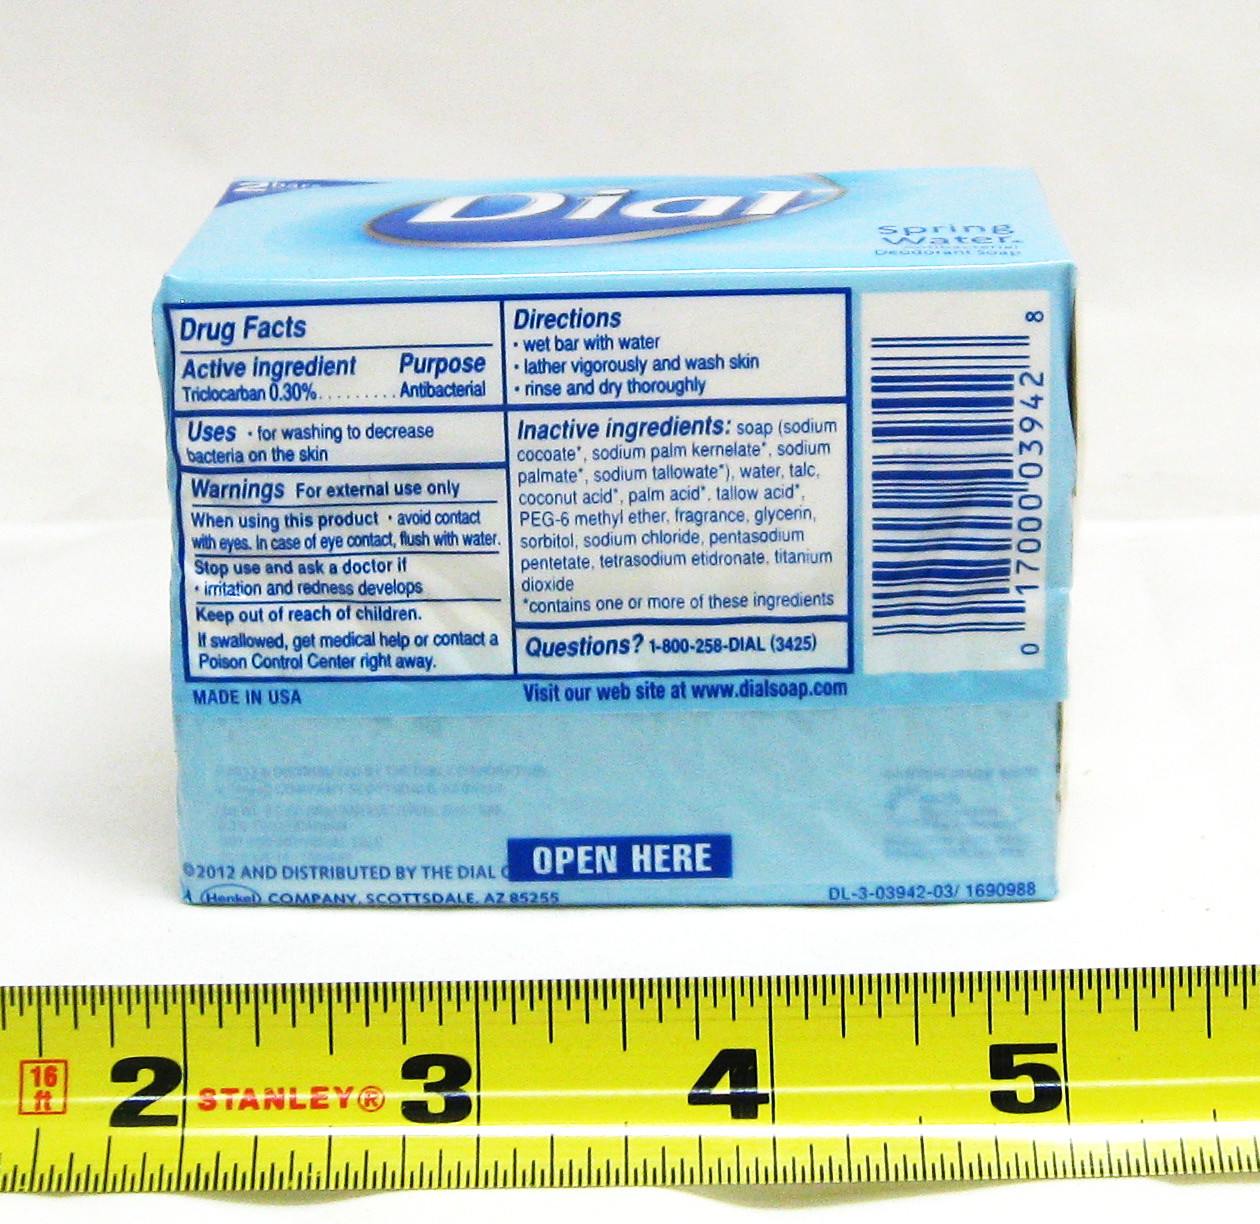 2 Bars
Dial
Spring
Water®
Antibacterial
Deodorant Soap
Drug Facts
Active ingredient Purpose
Triclocarban 0.30%.........Antibacterial
Uses • for washing to decrease
bacteria on the skin
Warnings For external use only
When using this product • avoid contact
with eyes. In case of eye contact, flush with water.
Stop use and ask a doctor if
• irritation and redness develops
Keep out of reach of children.
If swallowed, get medical help or contact a
Poison Control Center right away.
Directions
• wet bar with water
• lather vigorously and wash skin
• rinse and dry thoroughly
Inactive ingredients: soap (sodium
cocoate*, sodium palm kernelate*, sodium
palmate*, sodium tallowate*), water, talc,
coconut acid*, palm acid*, tallow acid*,
PEG-6 methyl ether, fragrance, glycerin,
sorbitol, sodium chloride, pentasodium
pentetate, tetrasodium etidronate, titanium
dioxide
*contains one or more of these ingredients
Questions? 1-800-258-DIAL (3425)
0 17000 03942 8
MADE IN USA
Visit our web site at www.dialsoap.com
OPEN HERE
©2012 AND DISTRIBUTED BY THE DIAL
A Henkel COMPANY, SCOTTSDALE, AZ 85255
DL-3-03942-03/ 1690988
16
ft
2 STANLEY® 3 4 5